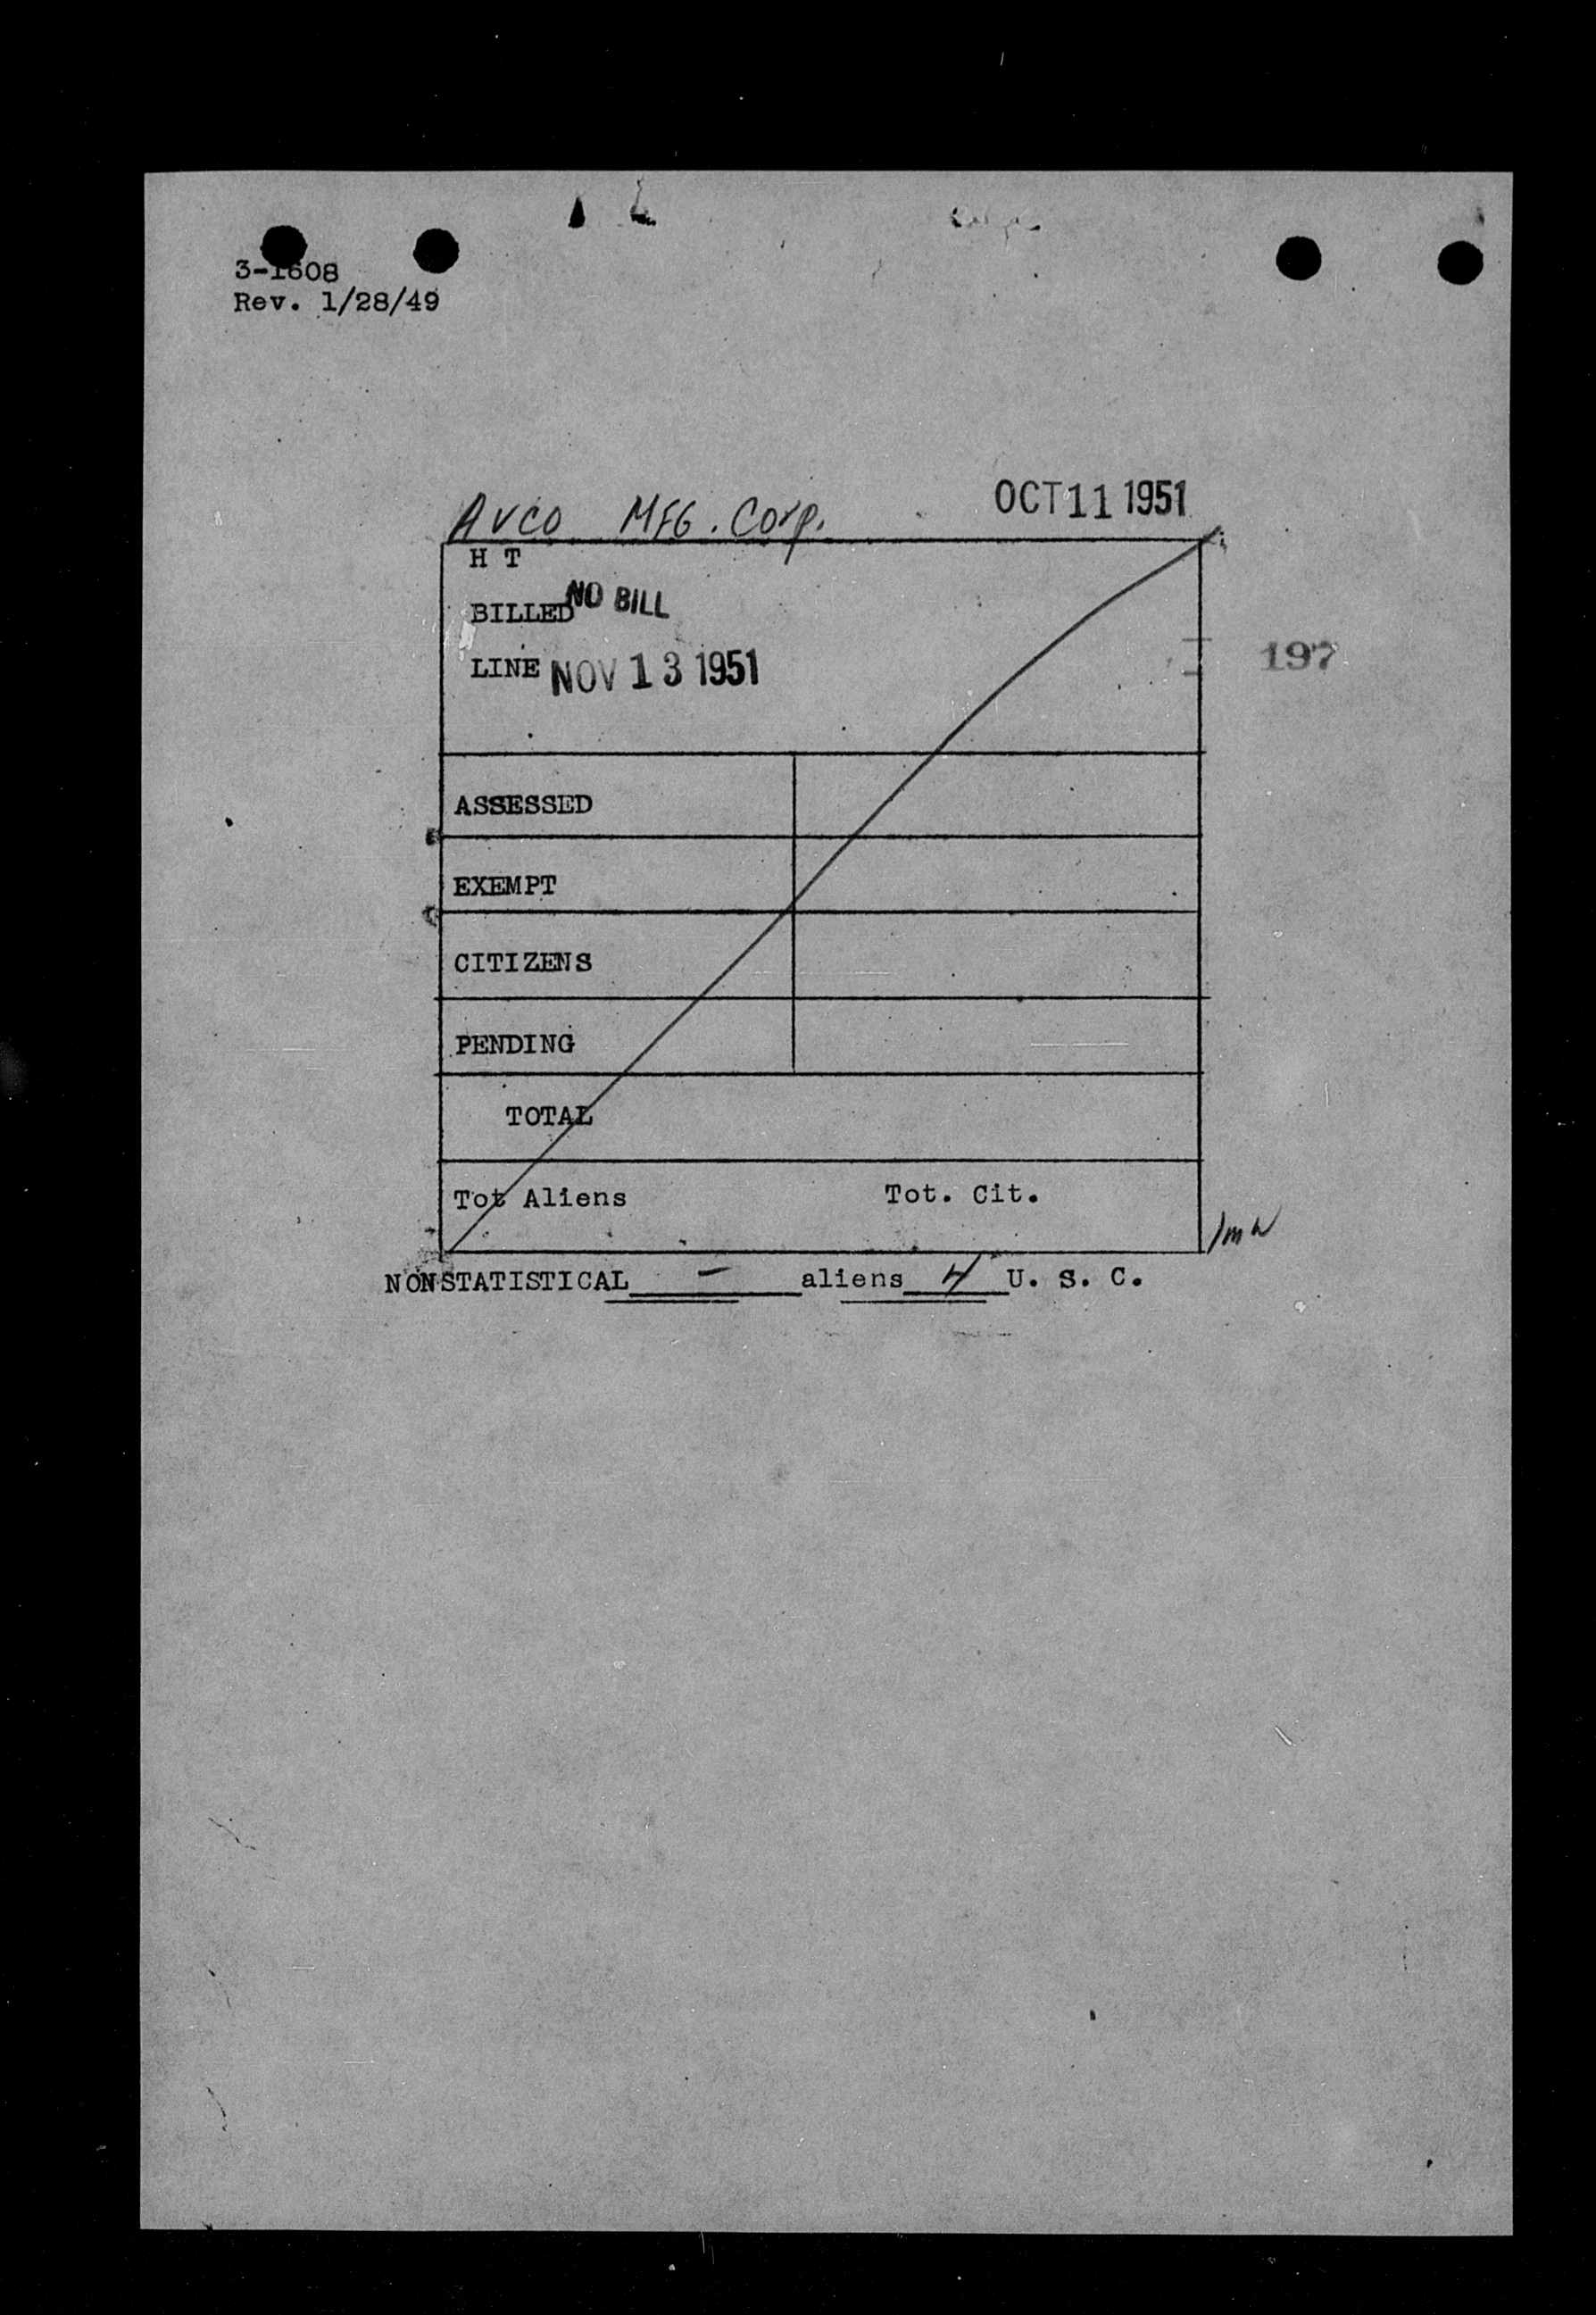 3-1608
Rev. 1/28/49
Avco Mfg. Corp. OCT 11 1951
H T
BILLED NO BILL
LINE NOV 13 1951
197
ASSESSED
EXEMPT
CITIZENS
PENDING
TOTAL
Tot Aliens Tot. Cit.
NONSTATISTICAL - aliens 4 U. S. C.